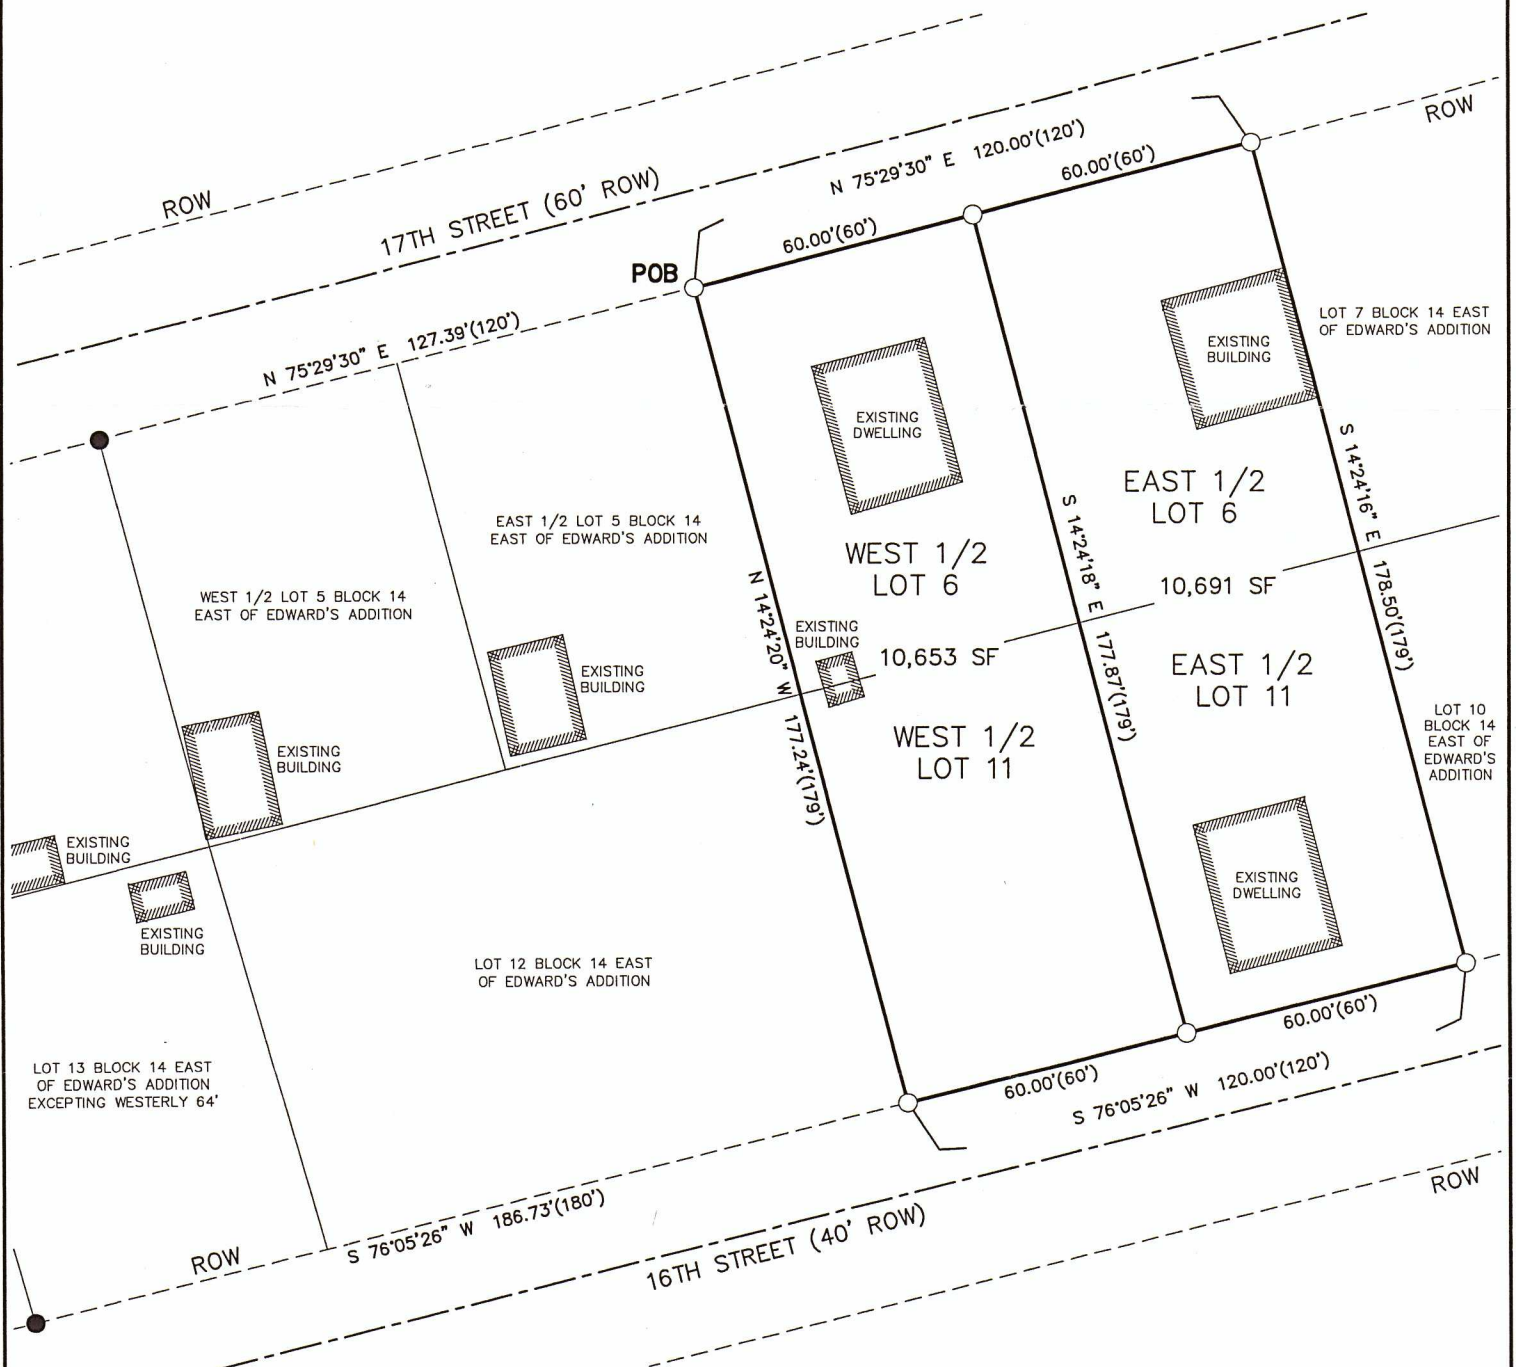 ROW
17TH STREET (60' ROW)
N 75°29'30" E 120.00'(120')
ROW
60.00'(60')
60.00'(60')
POB
N 75°29'30" E 127.39'(120')
LOT 7 BLOCK 14 EAST
OF EDWARD'S ADDITION
EXISTING
BUILDING
EXISTING
DWELLING
EAST 1/2
LOT 6
S 14°24'16" E 178.50'(179')
EAST 1/2 LOT 5 BLOCK 14
EAST OF EDWARD'S ADDITION
WEST 1/2
LOT 6
S 14°24'18" E 177.87'(179')
WEST 1/2 LOT 5 BLOCK 14
EAST OF EDWARD'S ADDITION
N 14°24'20" W 177.24'(179')
10,691 SF
EXISTING
BUILDING
10,653 SF
EXISTING
BUILDING
EAST 1/2
LOT 11
WEST 1/2
LOT 11
LOT 10
BLOCK 14
EAST OF
EDWARD'S
ADDITION
EXISTING
BUILDING
EXISTING
BUILDING
EXISTING
BUILDING
EXISTING
DWELLING
LOT 12 BLOCK 14 EAST
OF EDWARD'S ADDITION
LOT 13 BLOCK 14 EAST
OF EDWARD'S ADDITION
EXCEPTING WESTERLY 64'
60.00'(60')
60.00'(60')
S 76°05'26" W 120.00'(120')
ROW
S 76°05'26" W 186.73'(180')
ROW
16TH STREET (40' ROW)